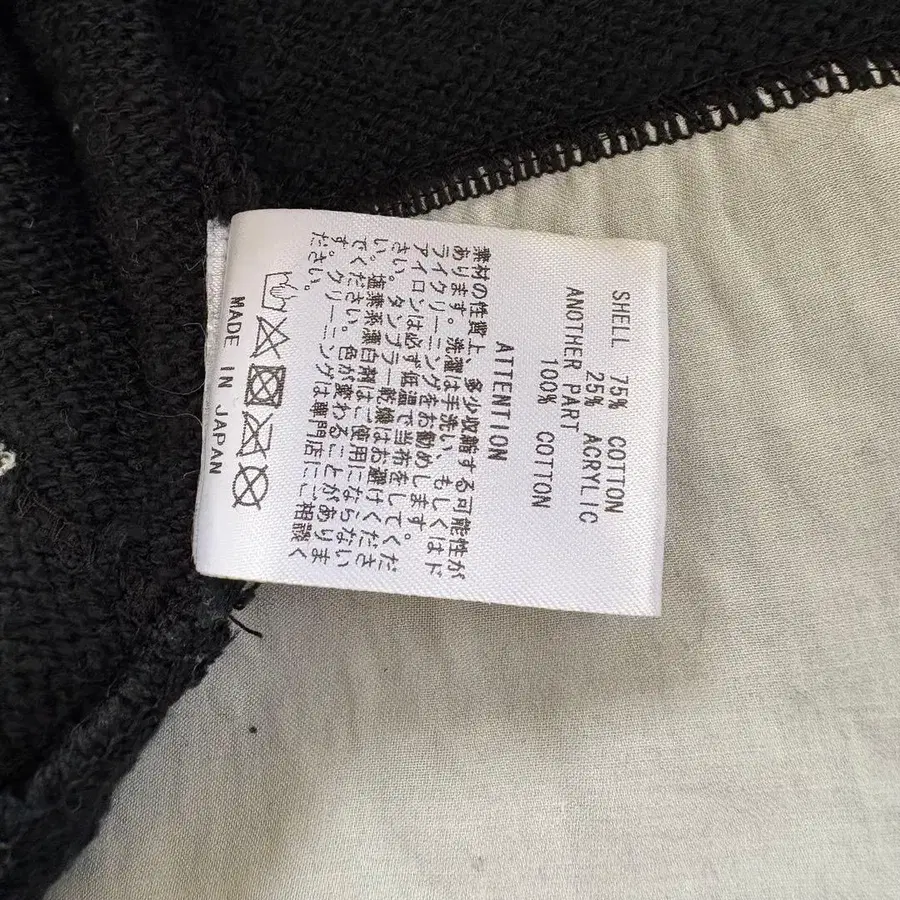 SHELL 75% COTTON
25% ACRYLIC
ANOTHER PART
100% COTTON
ATTENTION
素材の性質上、多少収縮する可能性が
あります。洗濯は手洗い、もしくはド
ライクリーニングをお勧めします。
アイロンは必ず低温で当布をしてくだ
さい。タンブラー乾燥はお避けくださ
い。塩素系漂白剤はご使用にならない
でください。色が変わることがありま
す。クリーニングは専門店にご相談く
ださい。
MADE IN JAPAN